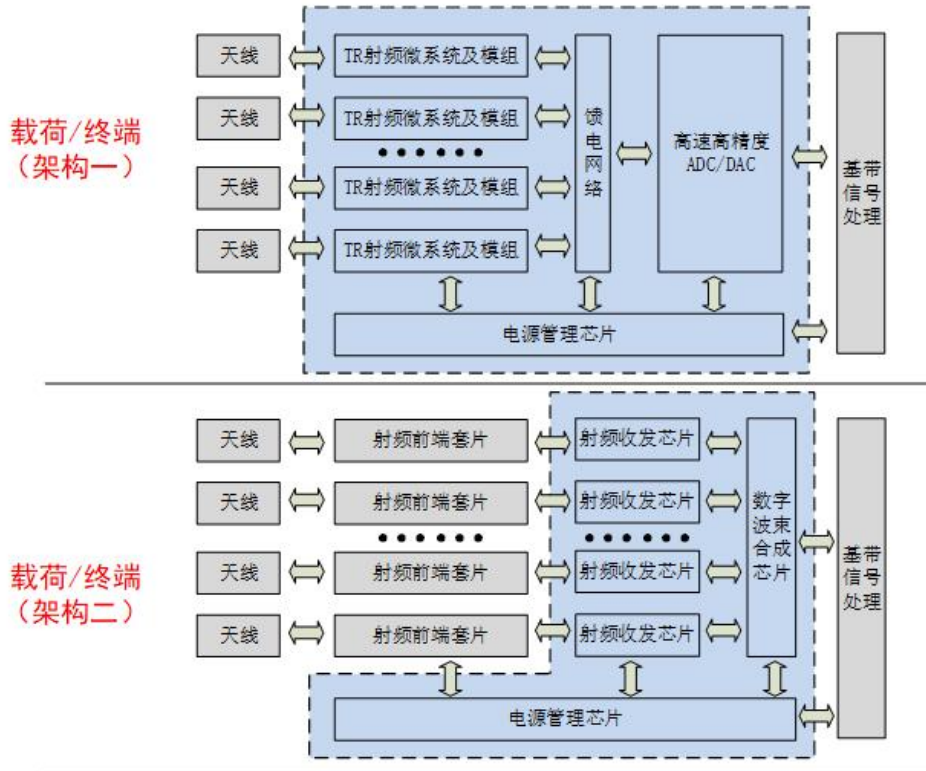 天线
TR射频微系统及模组
天线
TR射频微系统及模组
载荷/终端
（架构一）
馈电网络
高速高精度
ADC/DAC
基带
信号
处理
天线
TR射频微系统及模组
天线
TR射频微系统及模组
电源管理芯片
天线
射频前端套片
射频收发芯片
天线
射频前端套片
射频收发芯片
载荷/终端
（架构二）
数字
波束
合成
芯片
基带
信号
处理
天线
射频前端套片
射频收发芯片
天线
射频前端套片
射频收发芯片
电源管理芯片